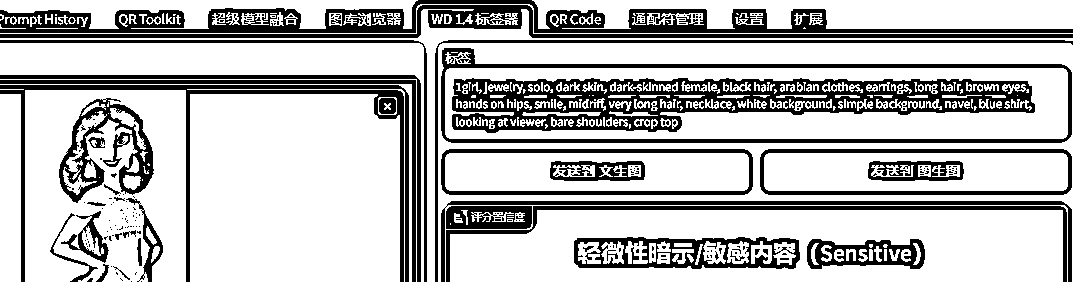 Prompt History QR Toolkit 超级模型融合 图库浏览器 WD 1.4 标签器 QR Code 通配符管理 设置 扩展
标签
1girl, jewelry, solo, dark skin, dark-skinned female, black hair, arabian clothes, earrings, long hair, brown eyes,
hands on hips, smile, midriff, very long hair, necklace, white background, simple background, navel, blue shirt,
looking at viewer, bare shoulders, crop top
发送到 文生图 发送到 图生图
评分置信度
轻微性暗示/敏感内容（Sensitive）